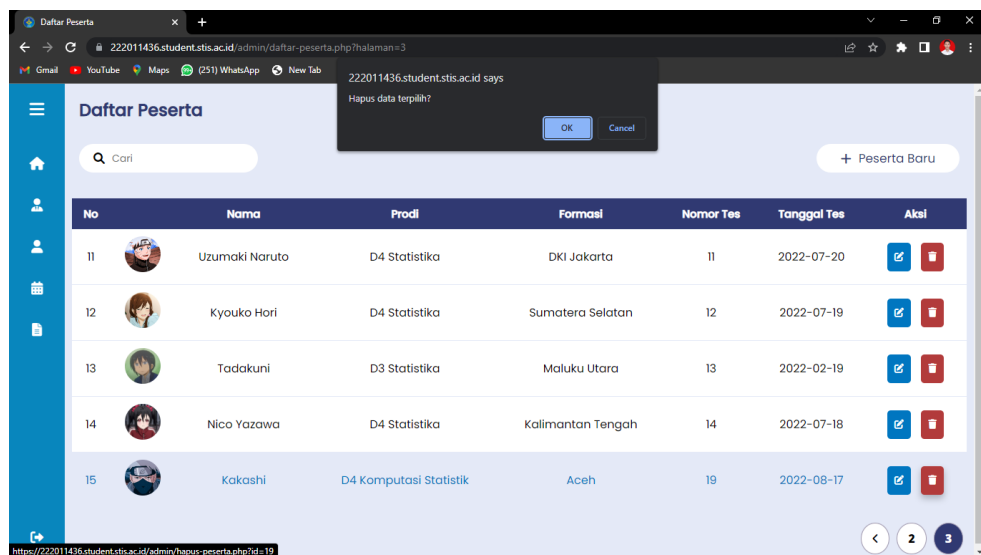 Daftar Peserta
222011436.student.stis.ac.id/admin/daftar-peserta.php?halaman=3
Gmail YouTube Maps (251) WhatsApp New Tab
222011436.student.stis.ac.id says
Hapus data terpilih?
OK Cancel
Daftar Peserta
Cari
+ Peserta Baru
No Nama Prodi Formasi Nomor Tes Tanggal Tes Aksi
11 Uzumaki Naruto D4 Statistika DKI Jakarta 11 2022-07-20
12 Kyouko Hori D4 Statistika Sumatera Selatan 12 2022-07-19
13 Tadakuni D3 Statistika Maluku Utara 13 2022-02-19
14 Nico Yazawa D4 Statistika Kalimantan Tengah 14 2022-07-18
15 Kakashi D4 Komputasi Statistik Aceh 19 2022-08-17
< 2 3
https://222011436.student.stis.ac.id/admin/hapus-peserta.php?id=19